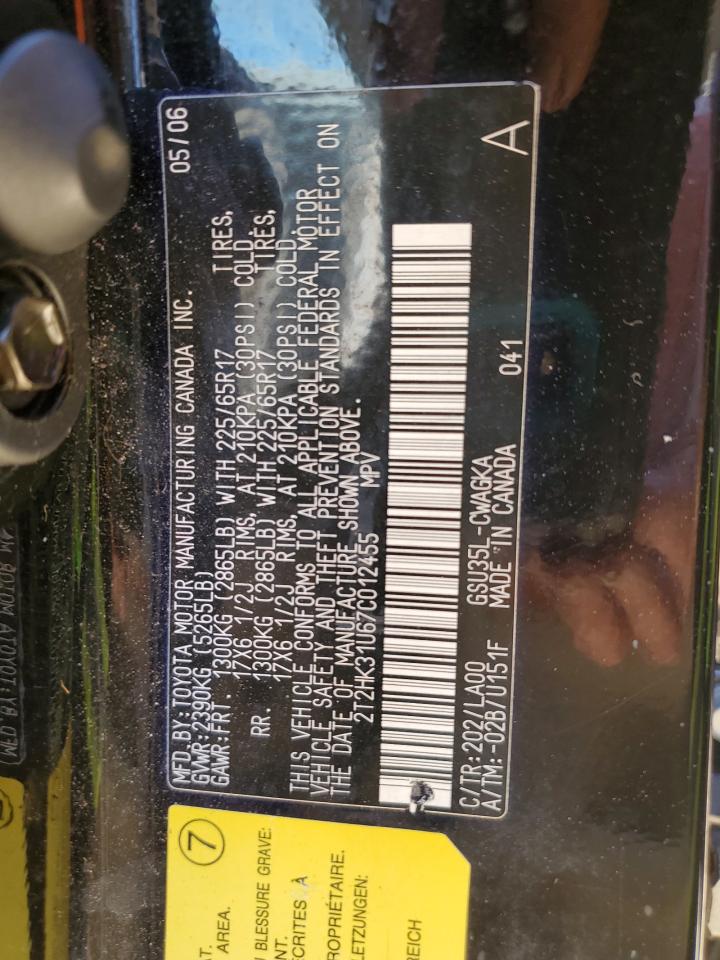 MFD.BY:TOYOTA MOTOR MANUFACTURING CANADA INC. 05/06
GVWR:2390KG (5265LB)
GAWR:FRT. 1300KG (2865LB) WITH 225/65R17 TIRES,
17X6 1/2J RIMS, AT 210KPA (30PSI) COLD
RR. 1300KG (2865LB) WITH 225/65R17 TIRES,
17X6 1/2J RIMS, AT 210KPA (30PSI) COLD.
THIS VEHICLE CONFORMS TO ALL APPLICABLE FEDERAL MOTOR
VEHICLE SAFETY AND THEFT PREVENTION STANDARDS IN EFFECT ON
THE DATE OF MANUFACTURE SHOWN ABOVE.
2T2HK31U67C012455 MPV
C/TR:202/LA00 GSU35L-CWAGKA 041
A/TM:-02B/U151F MADE IN CANADA
A
7
AREA.
BLESSURE GRAVE:
À
PROPRIÉTAIRE.